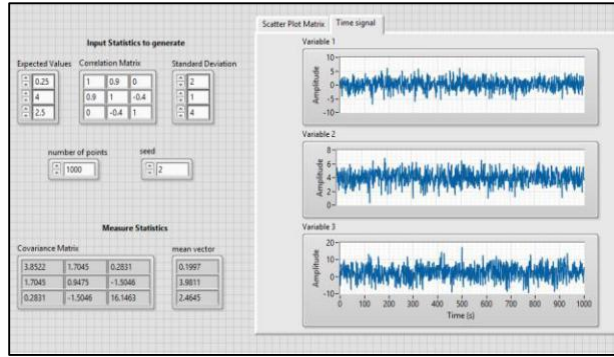 Scatter Plot Matrix Time signal
Input Statistics to generate
Expected Values Correlation Matrix Standard Deviation
0.25 1 0.9 0 2
4 0.9 1 -0.4 1
2.5 0 -0.4 1 4
number of points seed
1000 2
Measure Statistics
Covariance Matrix mean vector
3.8522 1.7045 0.2831 0.1997
1.7045 0.9475 -1.5046 3.9811
0.2831 -1.5046 16.1463 2.4645
Variable 1
Amplitude
10
5
0
-5
-10
Variable 2
Amplitude
8
6
4
2
0
Variable 3
Amplitude
20
10
0
-10
0 100 200 300 400 500 600 700 800 900 1000
Time (s)